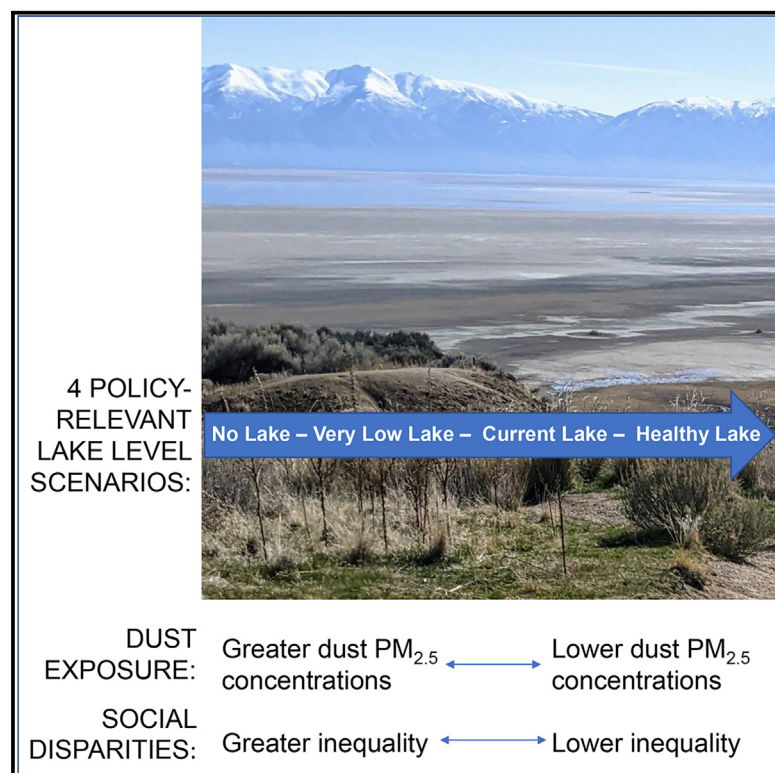 4 POLICY-
RELEVANT
LAKE LEVEL
SCENARIOS:
No Lake – Very Low Lake – Current Lake – Healthy Lake
DUST
EXPOSURE:
Greater dust PM2.5
concentrations
Lower dust PM2.5
concentrations
SOCIAL
DISPARITIES:
Greater inequality
Lower inequality